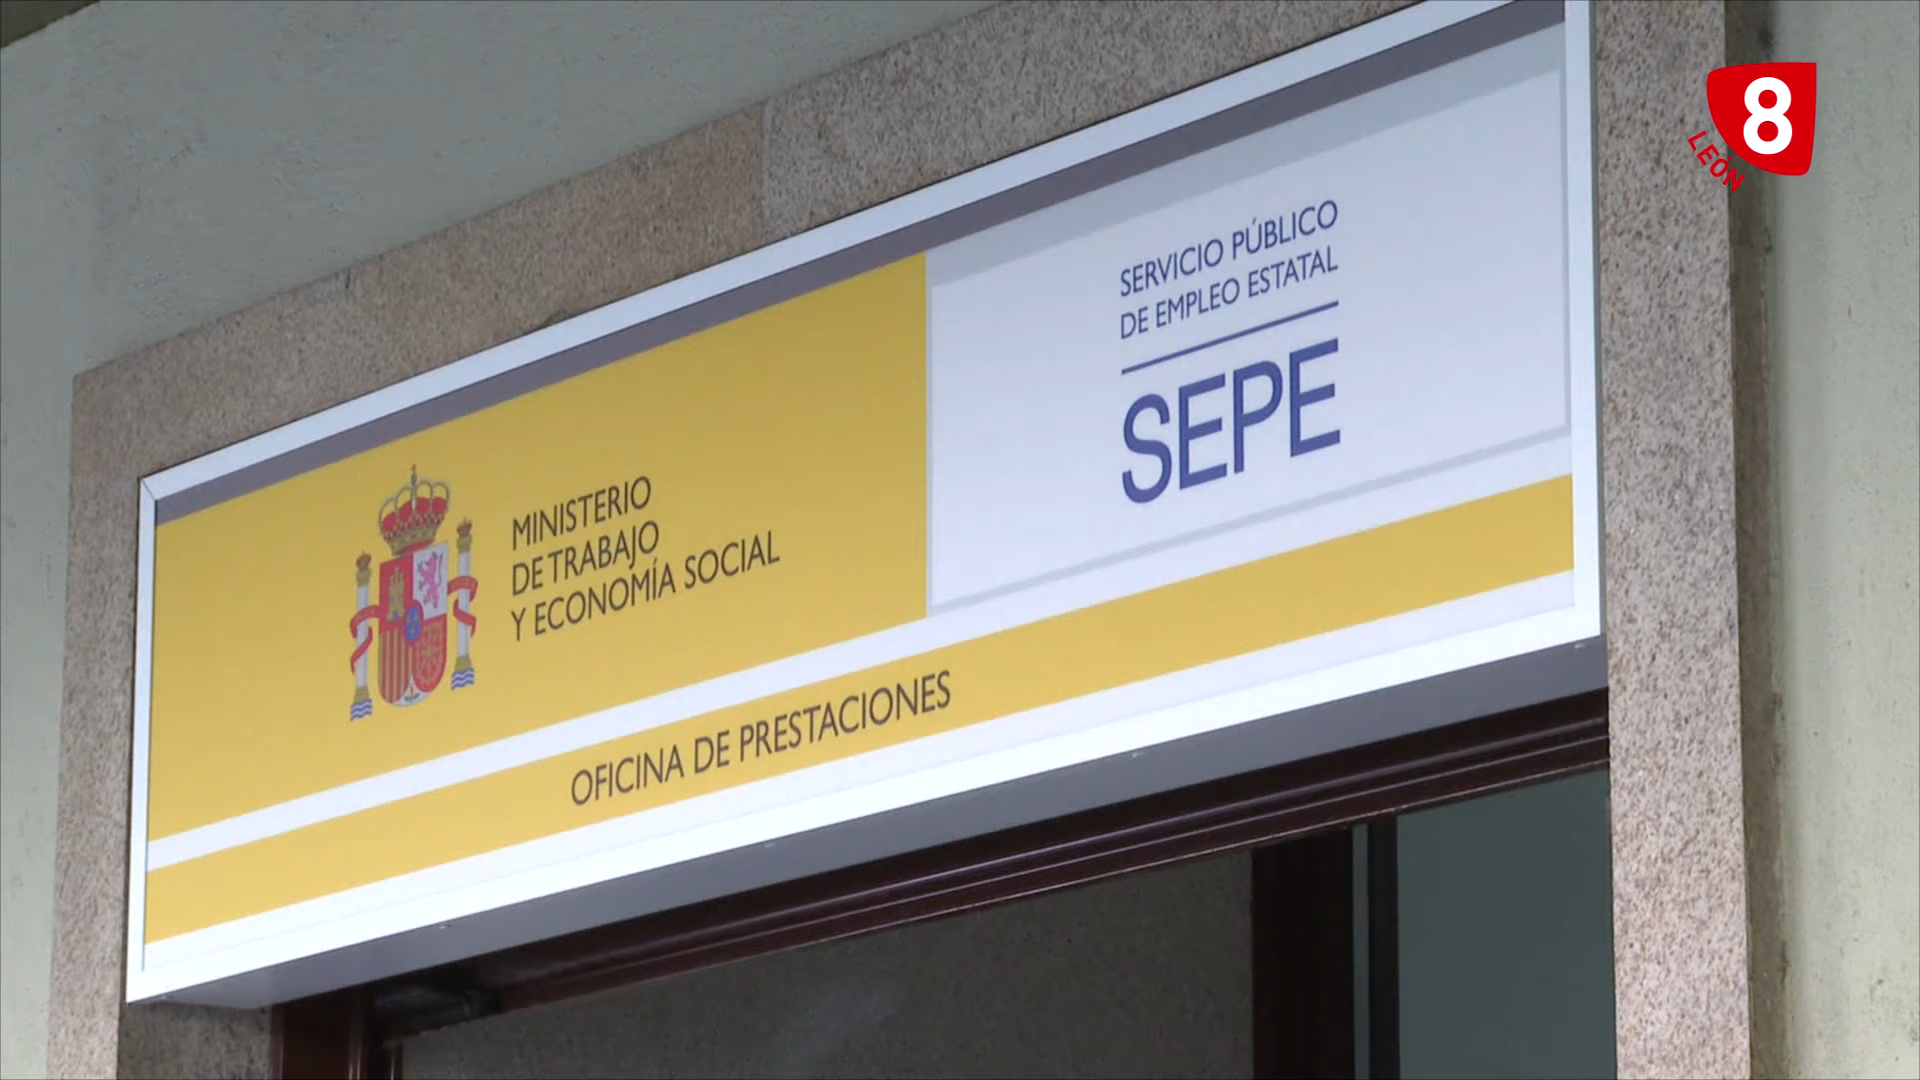 8
LEÓN
SERVICIO PÚBLICO
DE EMPLEO ESTATAL
SEPE
MINISTERIO
DE TRABAJO
Y ECONOMÍA SOCIAL
OFICINA DE PRESTACIONES